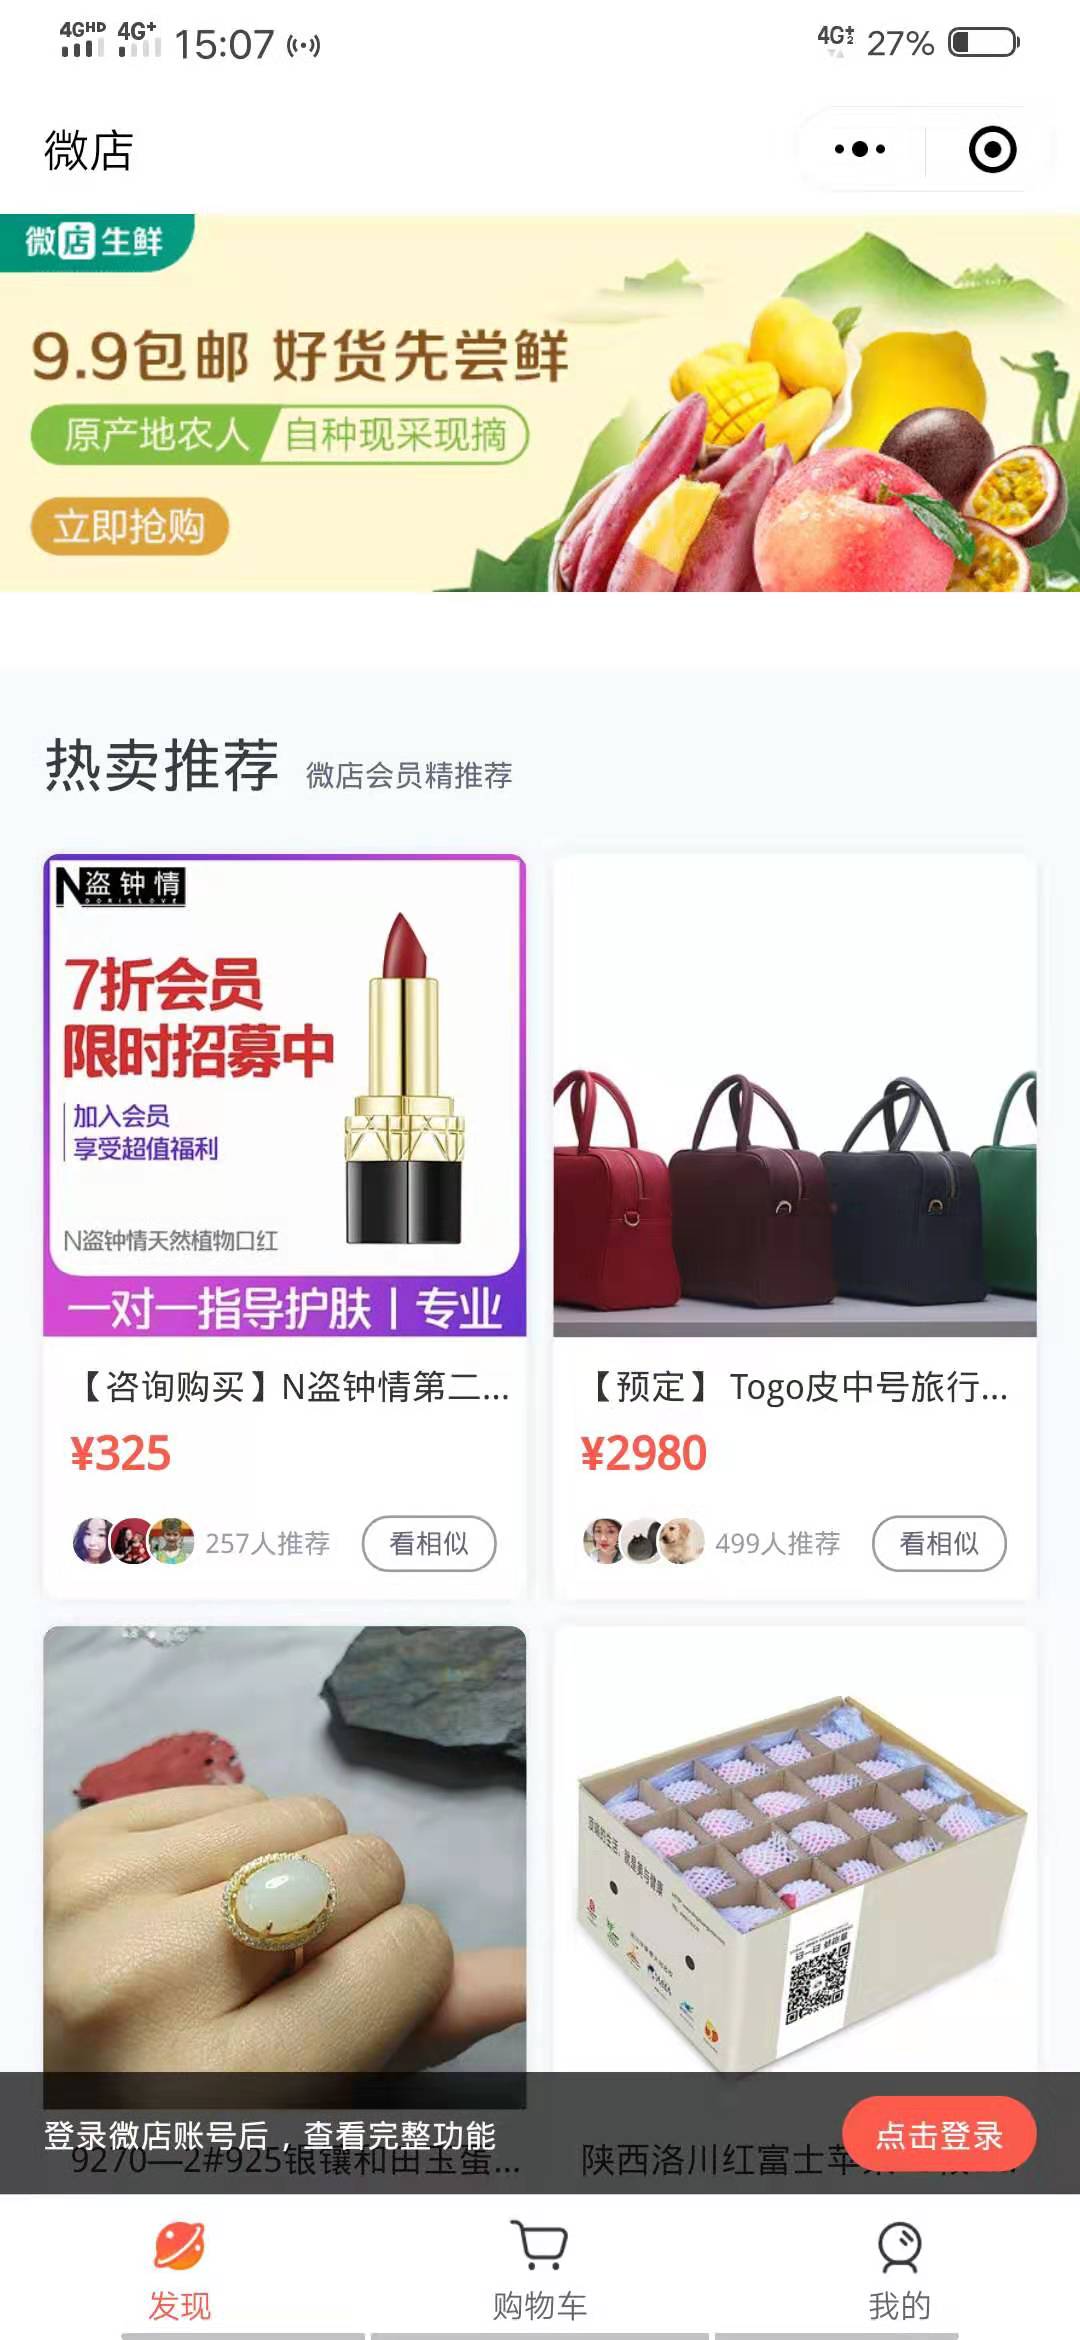 4GHD 4G+ 15:07 4G+2 27%
微店
微店生鲜
9.9包邮 好货先尝鲜
原产地农人 自种现采现摘
立即抢购
热卖推荐 微店会员精推荐
N盗钟情
DORISLOVE
7折会员
限时招募中
加入会员
享受超值福利
N盗钟情天然植物口红
一对一指导护肤 | 专业
【咨询购买】N盗钟情第二...
¥325
257人推荐 看相似
【预定】 Togo皮中号旅行...
¥2980
499人推荐 看相似
登录微店账号后，查看完整功能 点击登录
9270—2#925银镶和田玉蛋...
陕西洛川红富士苹果
发现 购物车 我的